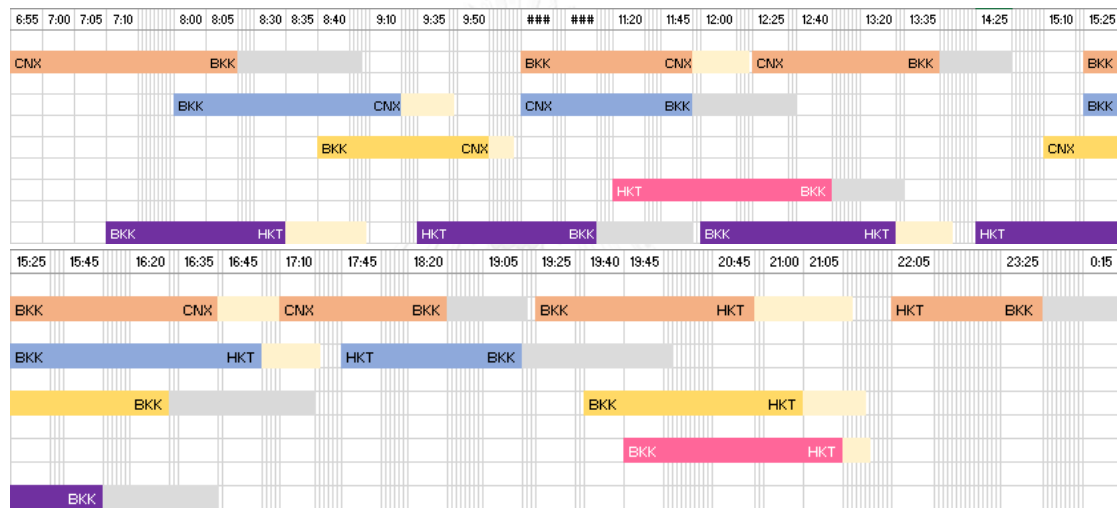 6:55 7:00 7:05 7:10 8:00 8:05 8:30 8:35 8:40 9:10 9:35 9:50 ### ### 11:20 11:45 12:00 12:25 12:40 13:20 13:35 14:25 15:10 15:25
CNX BKK BKK CNX CNX BKK BKK
BKK CNX CNX BKK BKK
BKK CNX CNX
HKT BKK
BKK HKT HKT BKK BKK HKT HKT
15:25 15:45 16:20 16:35 16:45 17:10 17:45 18:20 19:05 19:25 19:40 19:45 20:45 21:00 21:05 22:05 23:25 0:15
BKK CNX CNX BKK BKK HKT HKT BKK
BKK HKT HKT BKK
BKK BKK HKT
BKK HKT
BKK